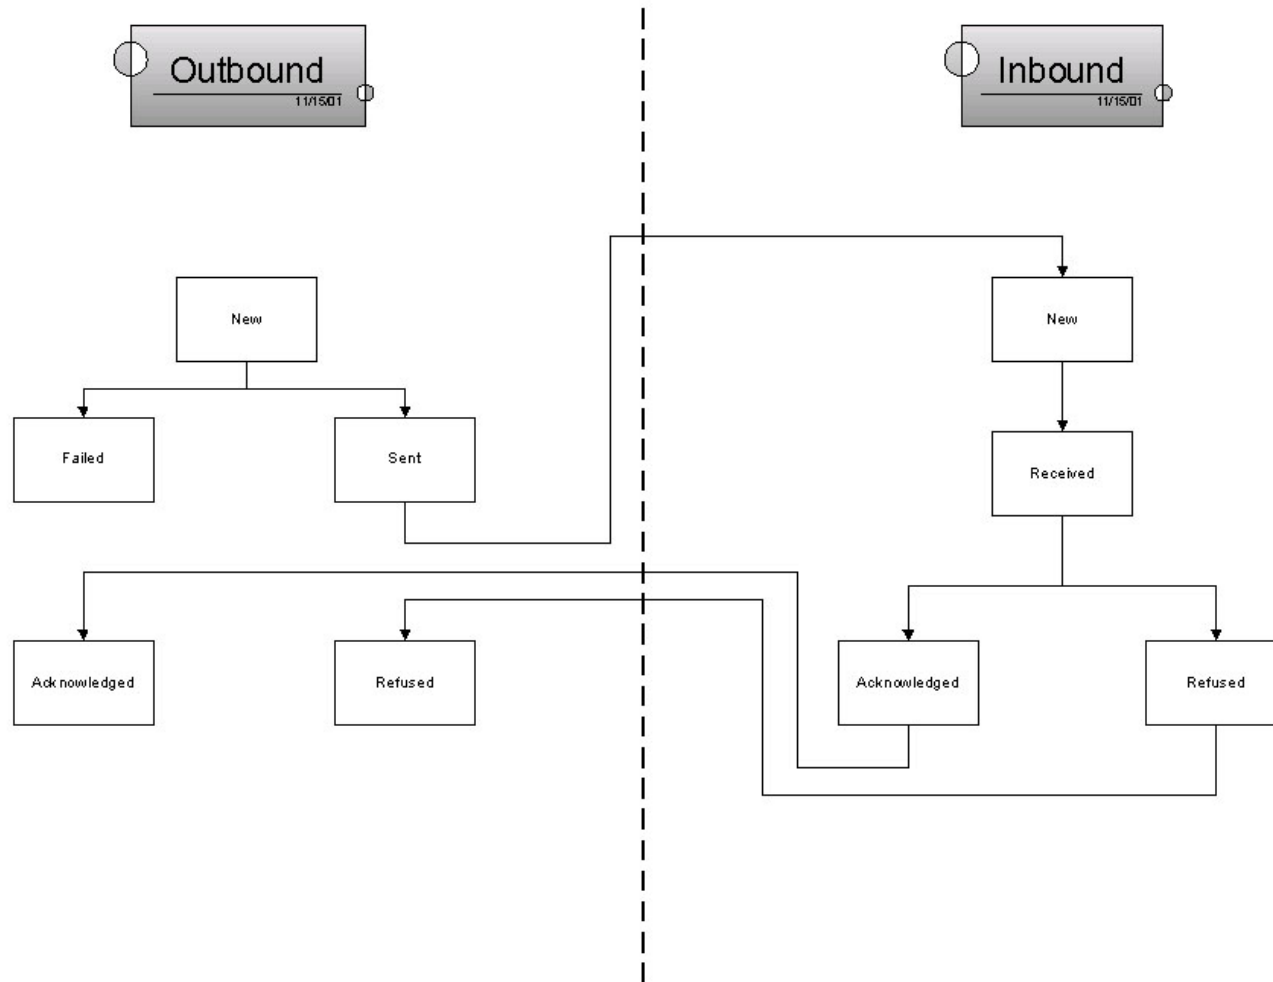 Outbound
11/15/01
Inbound
11/15/01
New
New
Failed
Sent
Received
Acknowledged
Refused
Acknowledged
Refused